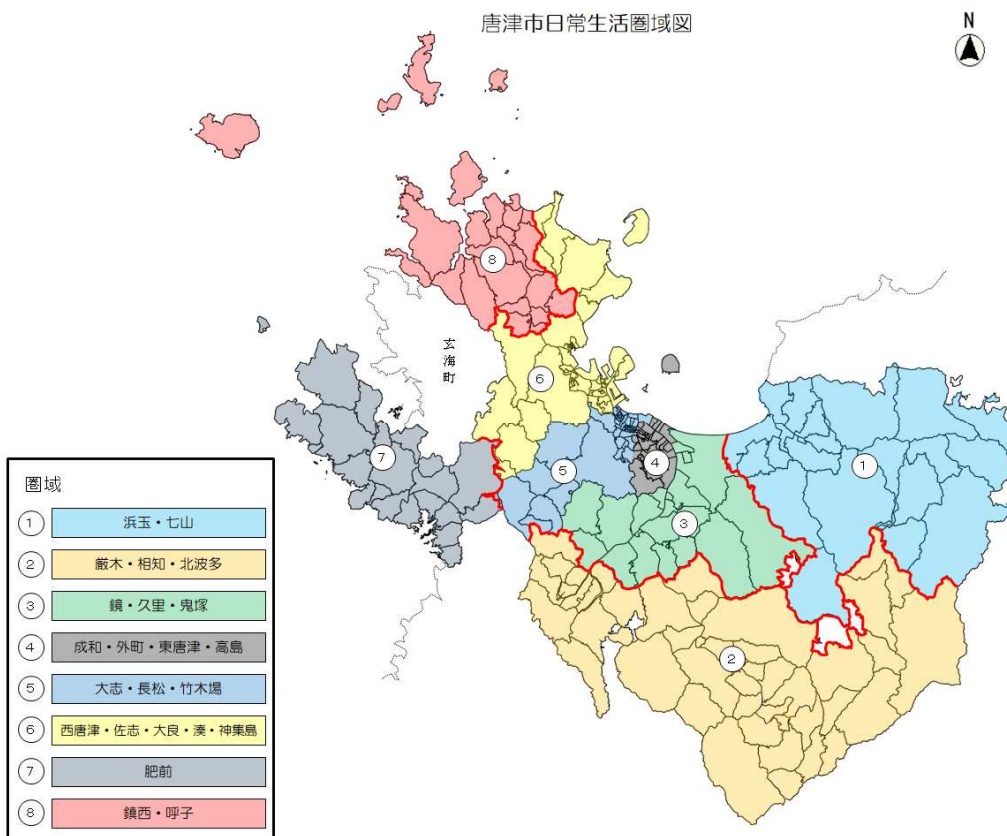 唐津市日常生活圏域図
N
⑧
玄海町
⑥
⑦
⑤
④
①
③
②
圏域
① 浜玉・七山
② 厳木・相知・北波多
③ 鏡・久里・鬼塚
④ 成和・外町・東唐津・高島
⑤ 大志・長松・竹木場
⑥ 西唐津・佐志・大良・湊・神集島
⑦ 肥前
⑧ 鎮西・呼子